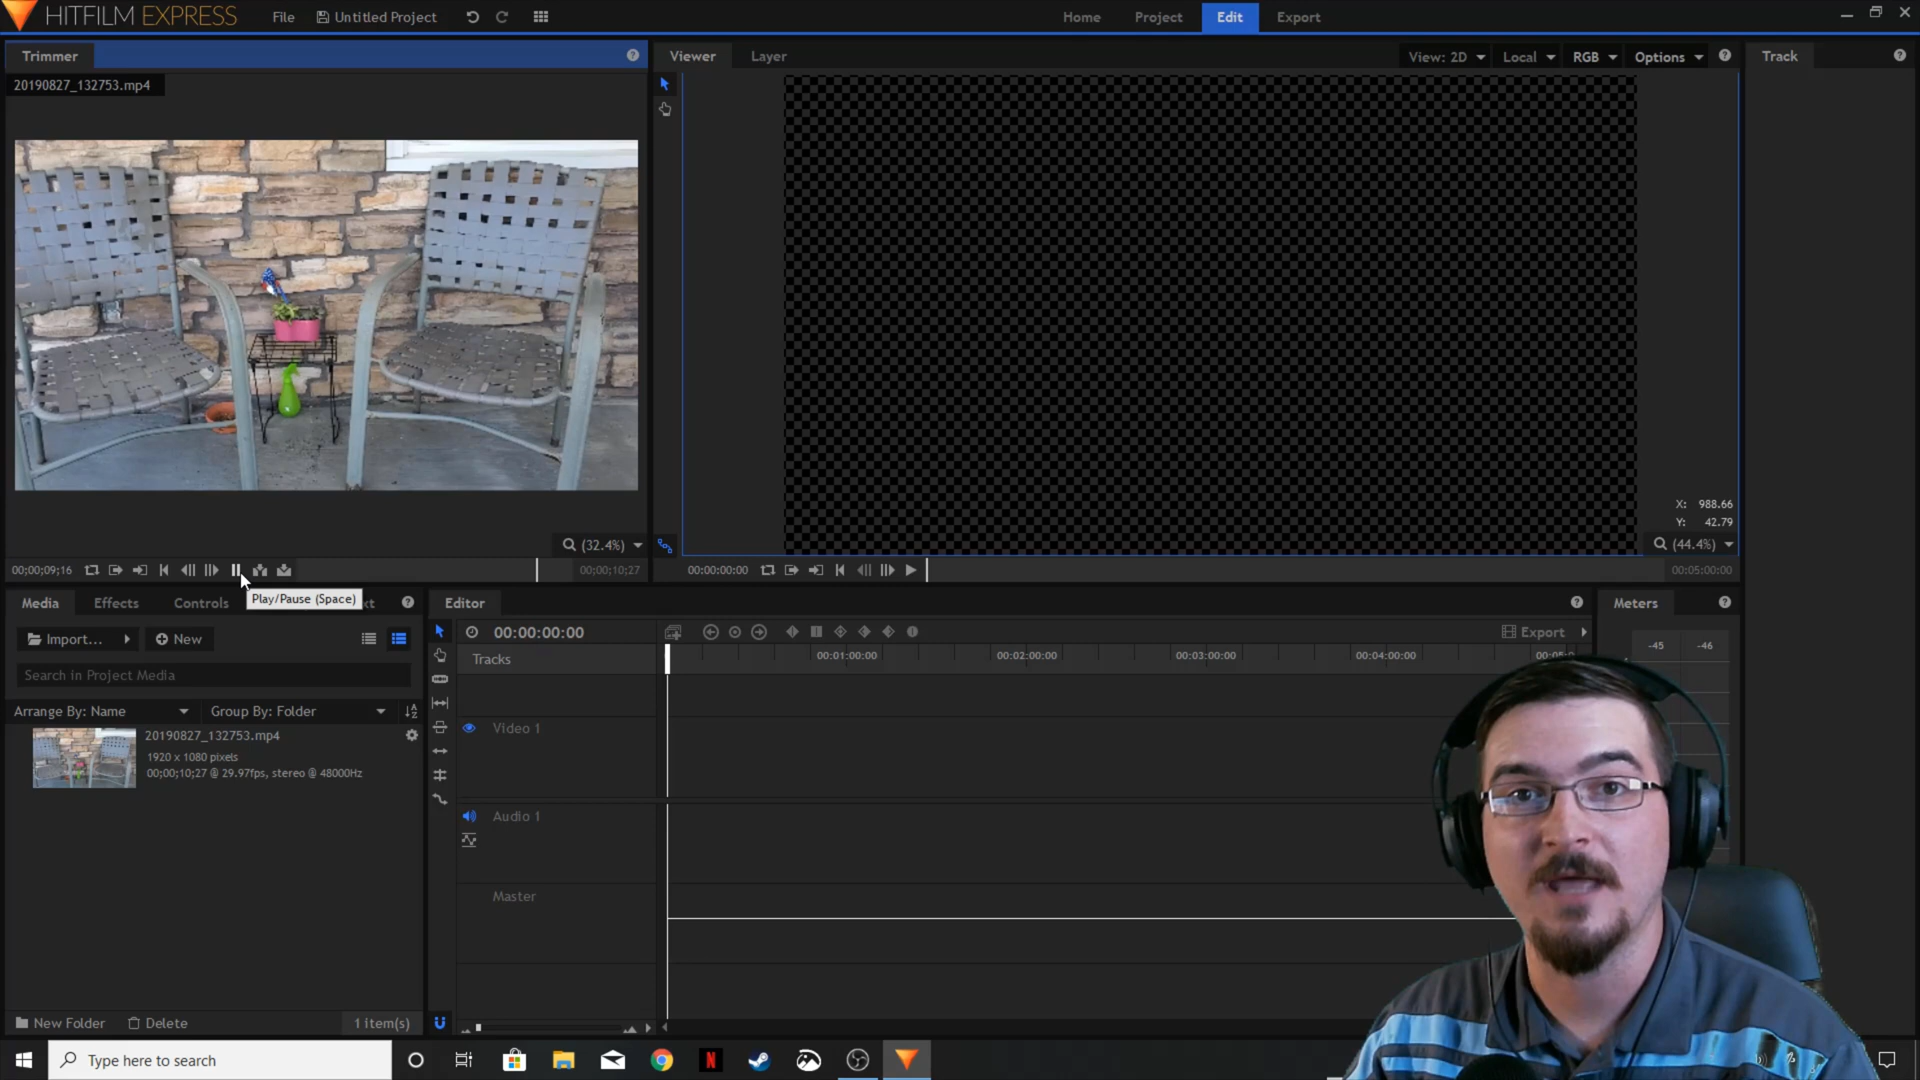 HITFILM EXPRESS File Untitled Project Home Project Edit Export
Trimmer Viewer Layer View: 2D Local RGB Options Track
20190827_132753.mp4
X: 988.66
Y: 42.79
(32.4%) (44.4%)
00;00;09;16 00;00;10;27 00:00:00:00 00:05:00:00
Play/Pause (Space)
Media Effects Controls Editor Meters
Import... New 00:00:00:00 Export
-45 -46
Tracks 00:01:00:00 00:02:00:00 00:03:00:00 00:04:00:00
Search in Project Media
Arrange By: Name Group By: Folder
20190827_132753.mp4
1920 x 1080 pixels
00;00;10;27 @ 29.97fps, stereo @ 48000Hz
Video 1
Audio 1
Master
New Folder Delete 1 item(s)
Type here to search